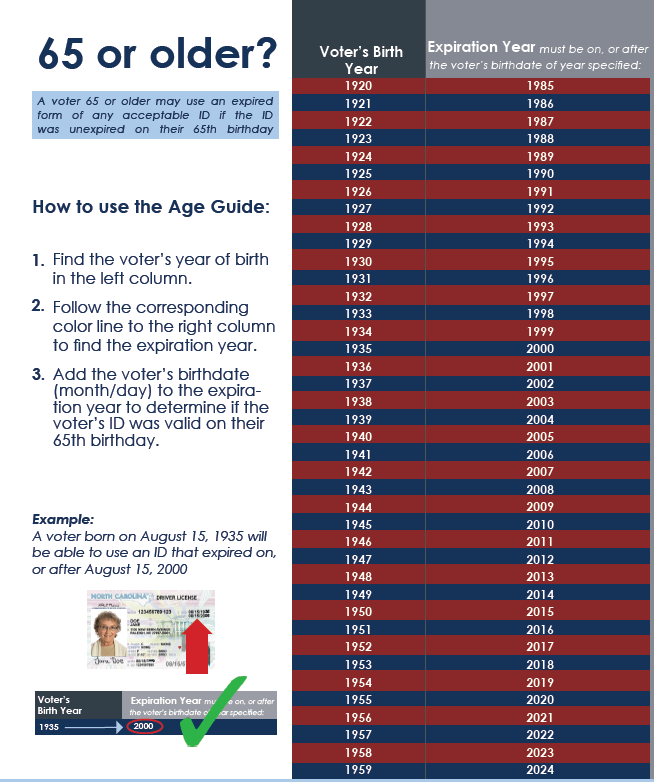 65 or older?
A voter 65 or older may use an expired
form of any acceptable ID if the ID
was unexpired on their 65th birthday
How to use the Age Guide:
1. Find the voter's year of birth
in the left column.
2. Follow the corresponding
color line to the right column
to find the expiration year.
3. Add the voter's birthdate
(month/day) to the expira-
tion year to determine if the
voter's ID was valid on their
65th birthday.
Example:
A voter born on August 15, 1935 will
be able to use an ID that expired on,
or after August 15, 2000
NORTH CAROLINA DRIVER LICENSE
123456789123
Jane Doe
Voter's
Birth Year
Expiration Year must be on, or after
the voter's birthdate of year specified:
1935 2000
Voter's Birth
Year
Expiration Year must be on, or after
the voter's birthdate of year specified:
1920 1985
1921 1986
1922 1987
1923 1988
1924 1989
1925 1990
1926 1991
1927 1992
1928 1993
1929 1994
1930 1995
1931 1996
1932 1997
1933 1998
1934 1999
1935 2000
1936 2001
1937 2002
1938 2003
1939 2004
1940 2005
1941 2006
1942 2007
1943 2008
1944 2009
1945 2010
1946 2011
1947 2012
1948 2013
1949 2014
1950 2015
1951 2016
1952 2017
1953 2018
1954 2019
1955 2020
1956 2021
1957 2022
1958 2023
1959 2024